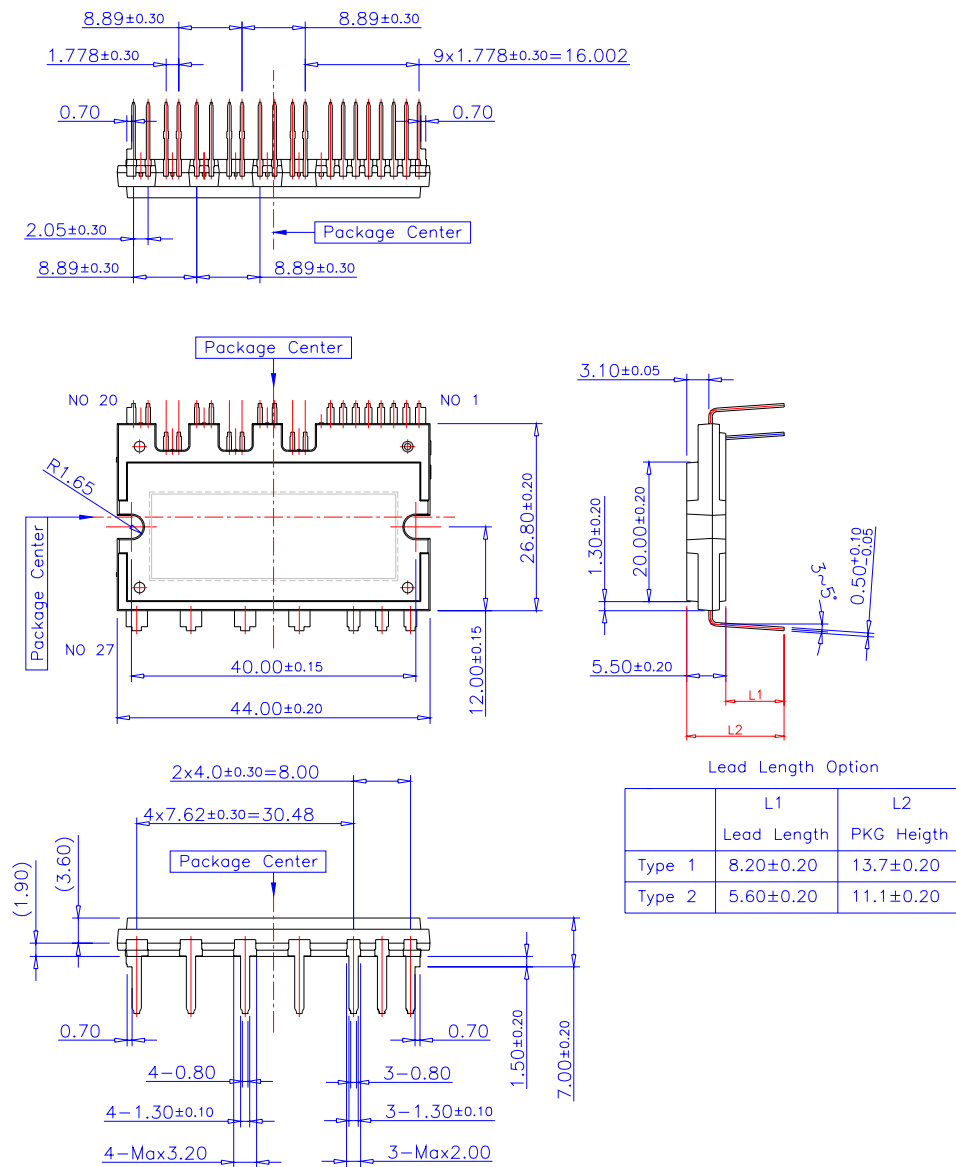 8.89±0.30 8.89±0.30
1.778±0.30 9x1.778±0.30=16.002
0.70 0.70
2.05±0.30
Package Center
8.89±0.30 8.89±0.30
Package Center
NO 20 NO 1
R1.65
Package Center
NO 27
26.80±0.20
12.00±0.15
40.00±0.15
44.00±0.20
3.10±0.05
1.30±0.20
20.00±0.20
3~5°
0.50+0.10-0.05
5.50±0.20
L1
L2
Lead Length Option
L1 L2
Lead Length PKG Heigth
Type 1 8.20±0.20 13.7±0.20
Type 2 5.60±0.20 11.1±0.20
2x4.0±0.30=8.00
4x7.62±0.30=30.48
Package Center
(3.60)
(1.90)
0.70 0.70
1.50±0.20
7.00±0.20
4-0.80 3-0.80
4-1.30±0.10 3-1.30±0.10
4-Max3.20 3-Max2.00